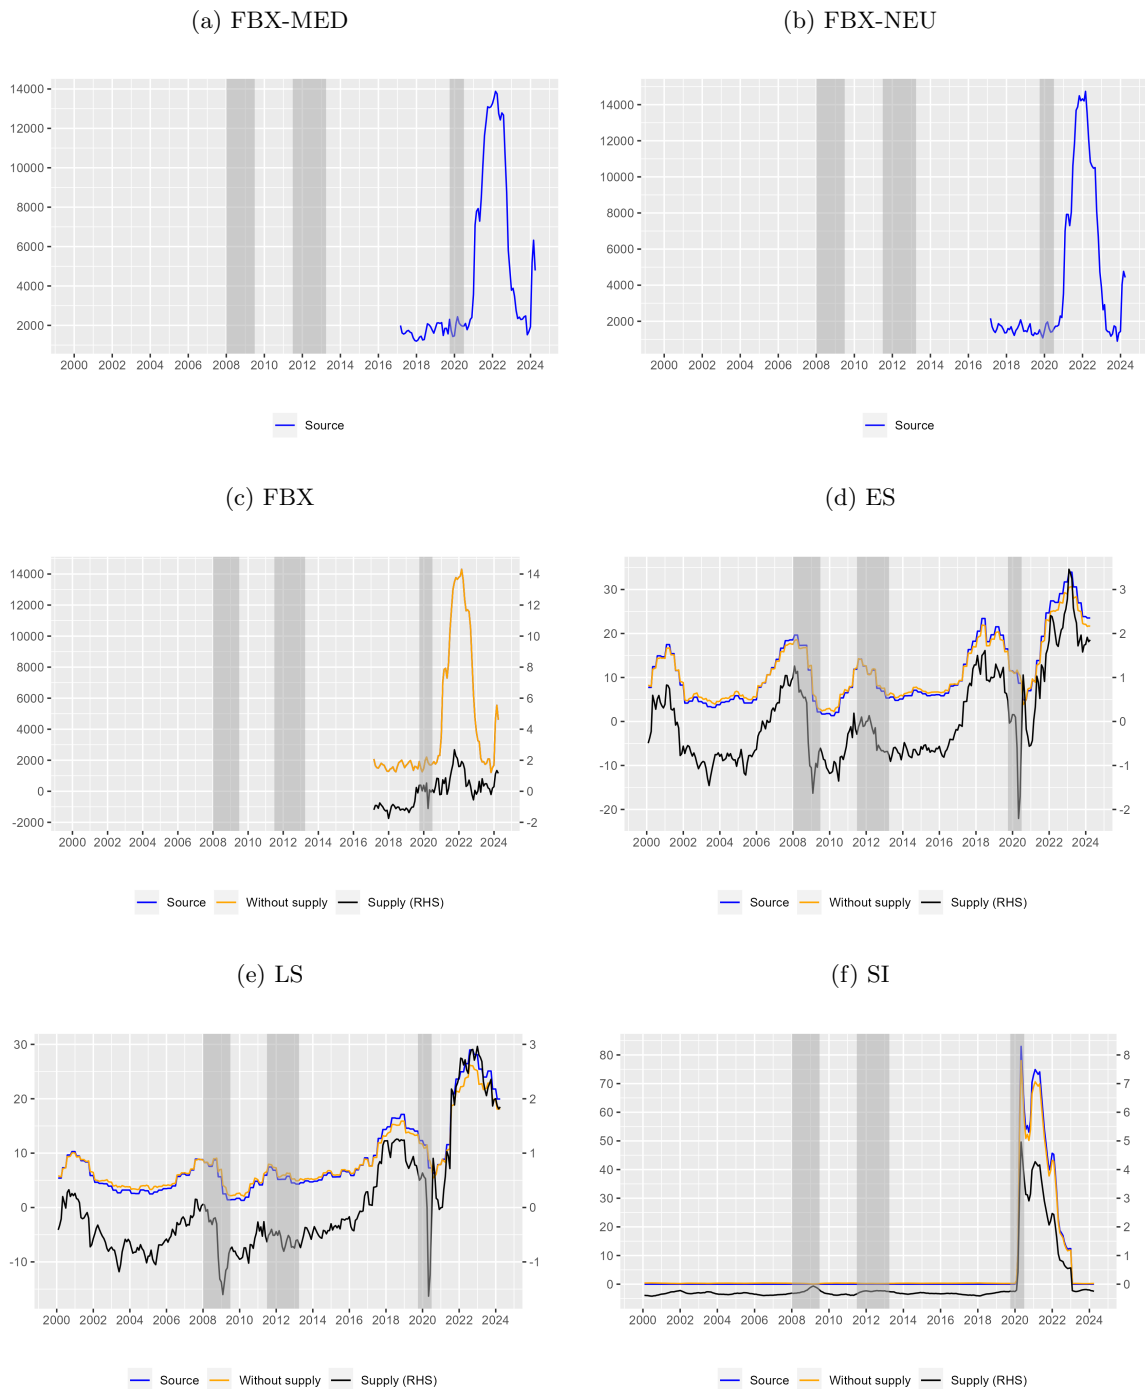 (a) FBX-MED
14000
12000
10000
8000
6000
4000
2000
2000 2002 2004 2006 2008 2010 2012 2014 2016 2018 2020 2022 2024
Source
(b) FBX-NEU
14000
12000
10000
8000
6000
4000
2000
2000 2002 2004 2006 2008 2010 2012 2014 2016 2018 2020 2022 2024
Source
(c) FBX
14000 14
12000 12
10000 10
8000 8
6000 6
4000 4
2000 2
0 0
-2000 -2
2000 2002 2004 2006 2008 2010 2012 2014 2016 2018 2020 2022 2024
Source Without supply Supply (RHS)
(d) ES
30 3
20 2
10 1
0 0
-10 -1
-20 -2
2000 2002 2004 2006 2008 2010 2012 2014 2016 2018 2020 2022 2024
Source Without supply Supply (RHS)
(e) LS
30 3
20 2
10 1
0 0
-10 -1
2000 2002 2004 2006 2008 2010 2012 2014 2016 2018 2020 2022 2024
Source Without supply Supply (RHS)
(f) SI
80 8
70 7
60 6
50 5
40 4
30 3
20 2
10 1
0 0
2000 2002 2004 2006 2008 2010 2012 2014 2016 2018 2020 2022 2024
Source Without supply Supply (RHS)